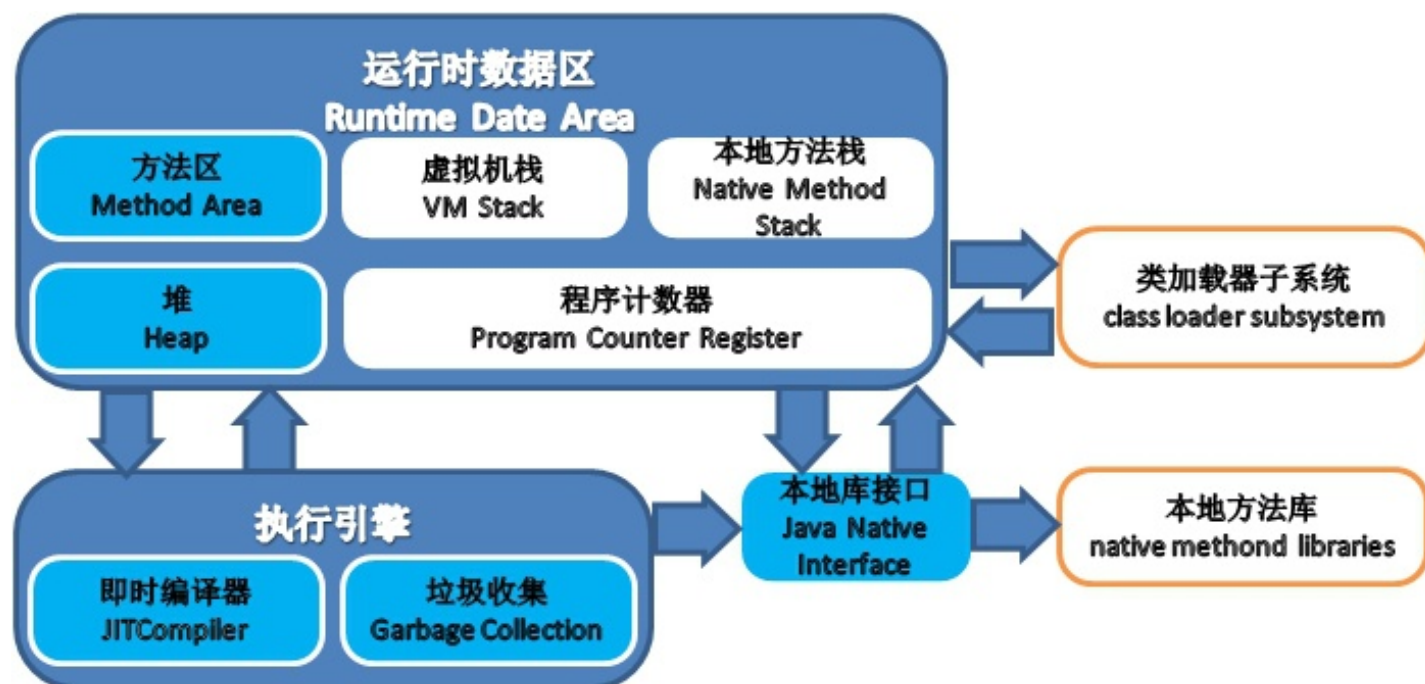 运行时数据区
Runtime Date Area
方法区
Method Area
虚拟机栈
VM Stack
本地方法栈
Native Method
Stack
堆
Heap
程序计数器
Program Counter Register
类加载器子系统
class loader subsystem
执行引擎
即时编译器
JITCompiler
垃圾收集
Garbage Collection
本地库接口
Java Native
Interface
本地方法库
native methond libraries